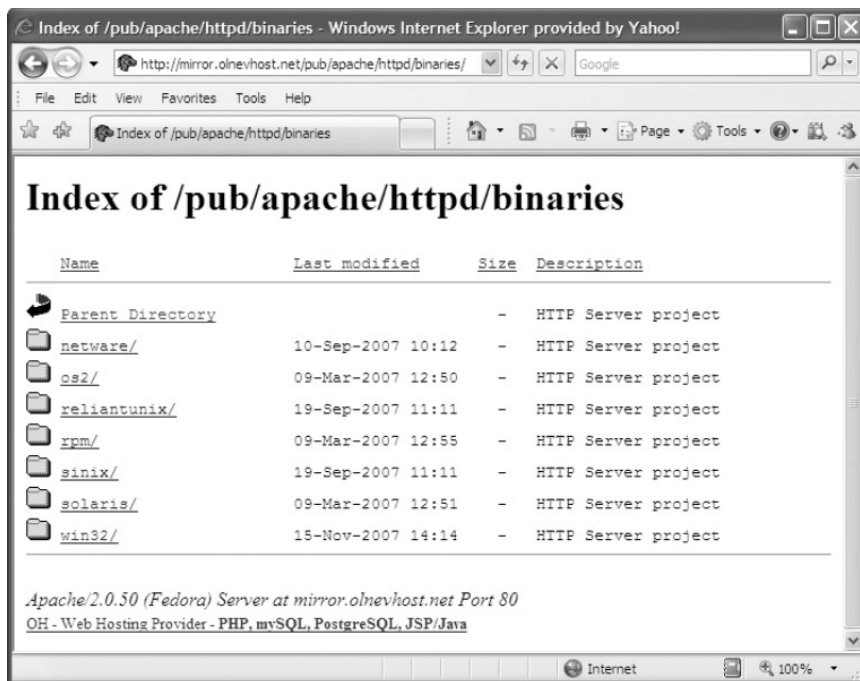 Index of /pub/apache/httpd/binaries - Windows Internet Explorer provided by Yahoo!
http://mirror.olnevhost.net/pub/apache/httpd/binaries/ Google
File Edit View Favorites Tools Help
Index of /pub/apache/httpd/binaries Page Tools
Index of /pub/apache/httpd/binaries
Name Last modified Size Description
Parent Directory - HTTP Server project
netware/ 10-Sep-2007 10:12 - HTTP Server project
os2/ 09-Mar-2007 12:50 - HTTP Server project
reliantunix/ 19-Sep-2007 11:11 - HTTP Server project
rpm/ 09-Mar-2007 12:55 - HTTP Server project
sinix/ 19-Sep-2007 11:11 - HTTP Server project
solaris/ 09-Mar-2007 12:51 - HTTP Server project
win32/ 15-Nov-2007 14:14 - HTTP Server project
Apache/2.0.50 (Fedora) Server at mirror.olnevhost.net Port 80
OH - Web Hosting Provider - PHP, mySQL, PostgreSQL, JSP/Java
Internet 100%